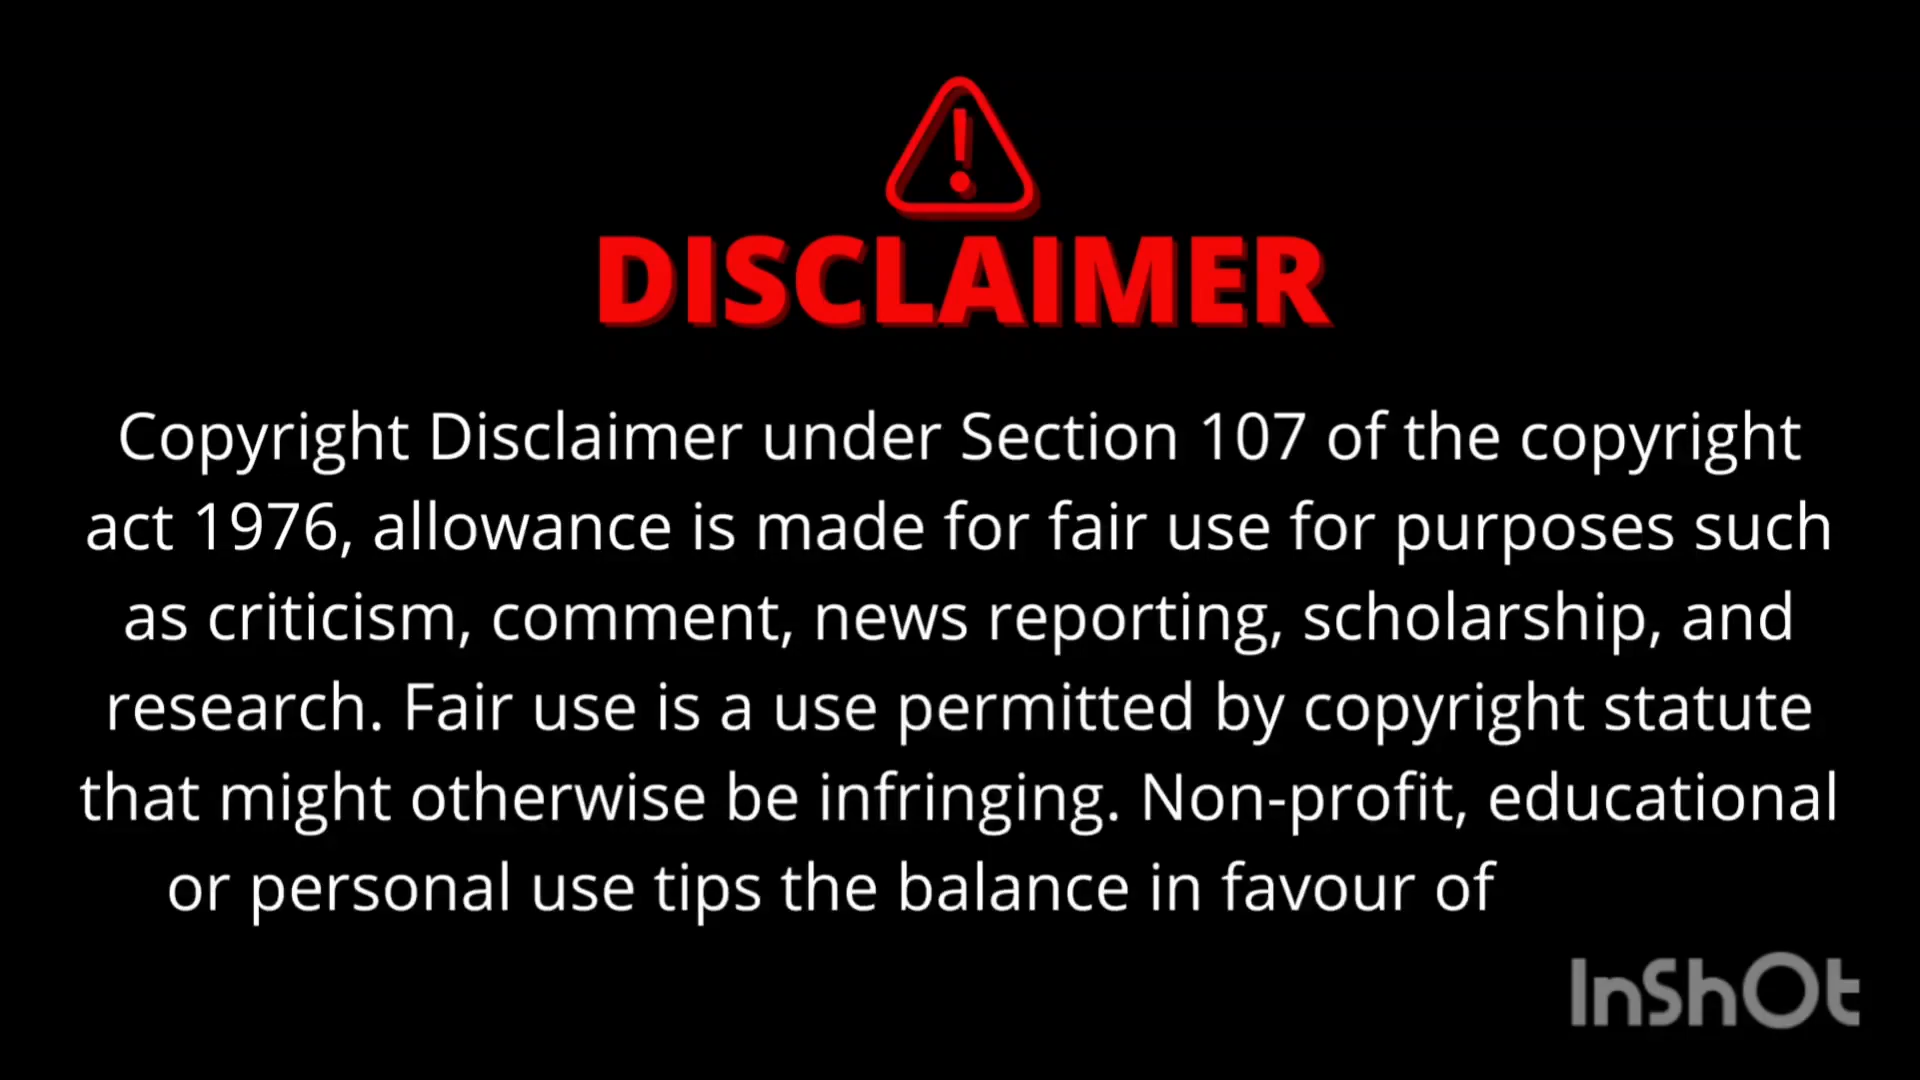 DISCLAIMER
Copyright Disclaimer under Section 107 of the copyright
act 1976, allowance is made for fair use for purposes such
as criticism, comment, news reporting, scholarship, and
research. Fair use is a use permitted by copyright statute
that might otherwise be infringing. Non-profit, educational
or personal use tips the balance in favour of
InShOt